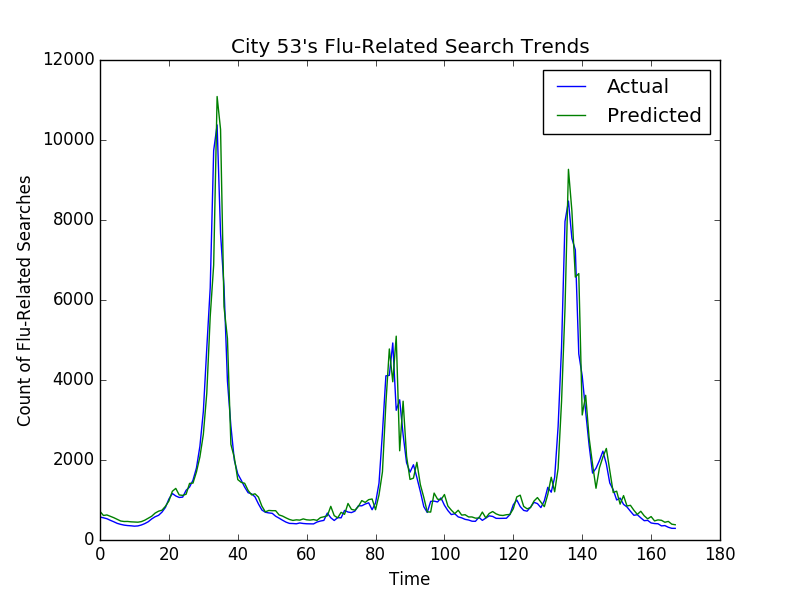 City 53's Flu-Related Search Trends
Actual
Predicted
12000
10000
8000
6000
4000
2000
0
Count of Flu-Related Searches
0 20 40 60 80 100 120 140 160 180
Time